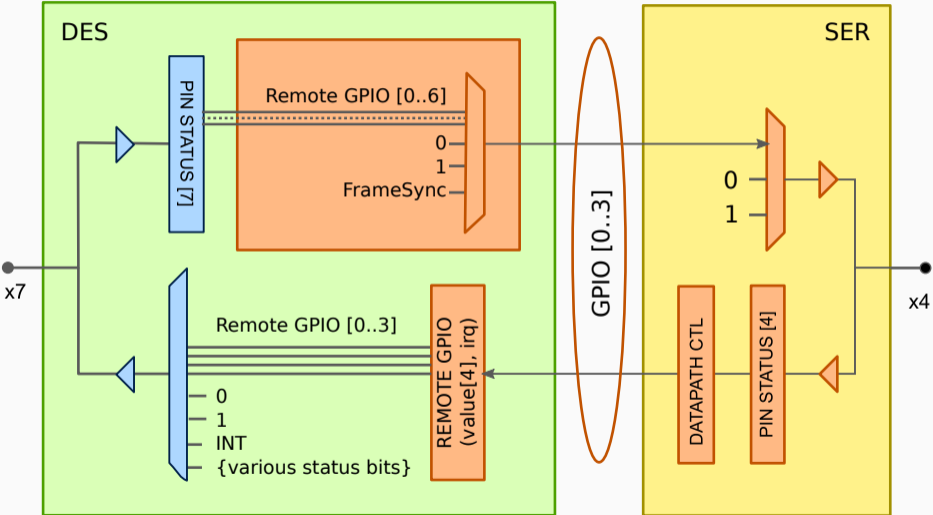 DES
SER
PIN STATUS [7]
Remote GPIO [0..6]
0
1
FrameSync
GPIO [0..3]
0
1
x7
x4
Remote GPIO [0..3]
0
1
INT
{various status bits}
REMOTE GPIO
(value[4], irq)
DATAPATH CTL
PIN STATUS [4]